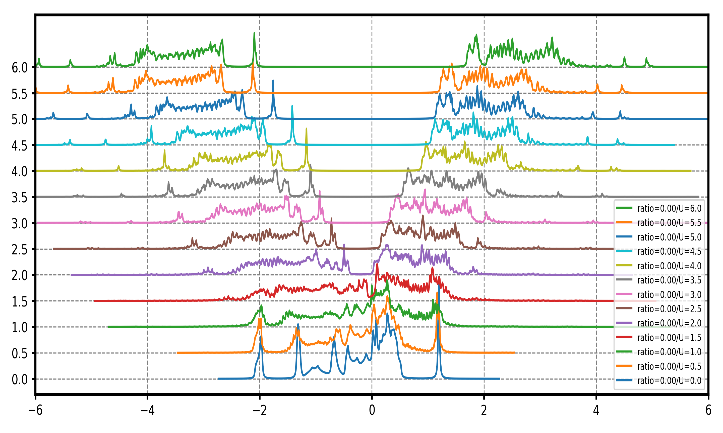 6.0
5.5
5.0
4.5
4.0
3.5
3.0
2.5
2.0
1.5
1.0
0.5
0.0
ratio=0.00/U=6.0
ratio=0.00/U=5.5
ratio=0.00/U=5.0
ratio=0.00/U=4.5
ratio=0.00/U=4.0
ratio=0.00/U=3.5
ratio=0.00/U=3.0
ratio=0.00/U=2.5
ratio=0.00/U=2.0
ratio=0.00/U=1.5
ratio=0.00/U=1.0
ratio=0.00/U=0.5
ratio=0.00/U=0.0
−6 −4 −2 0 2 4 6